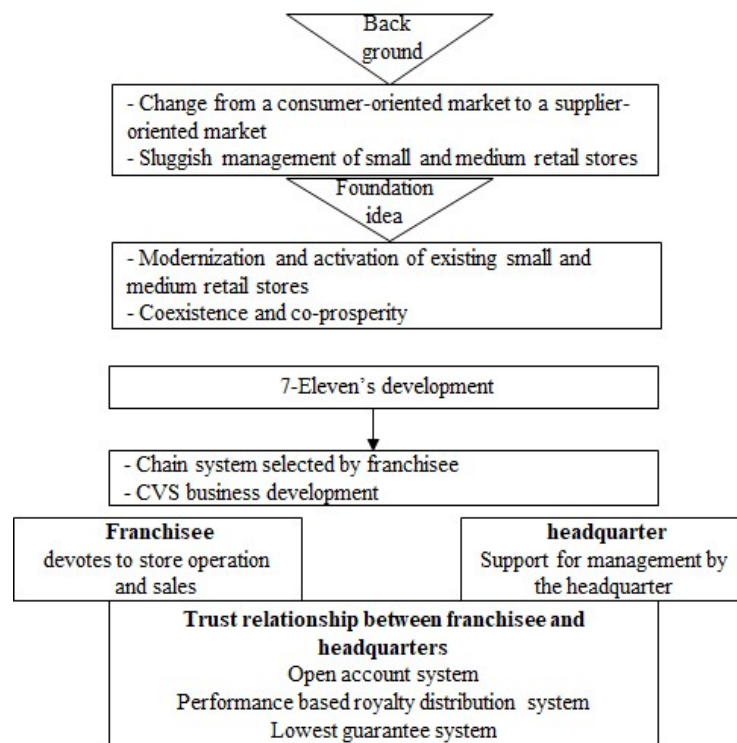 Back
ground
- Change from a consumer-oriented market to a supplier-
oriented market
- Sluggish management of small and medium retail stores
Foundation
idea
- Modernization and activation of existing small and
medium retail stores
- Coexistence and co-prosperity
7-Eleven’s development
- Chain system selected by franchisee
- CVS business development
Franchisee
devotes to store operation
and sales
headquarter
Support for management by
the headquarter
Trust relationship between franchisee and
headquarters
Open account system
Performance based royalty distribution system
Lowest guarantee system